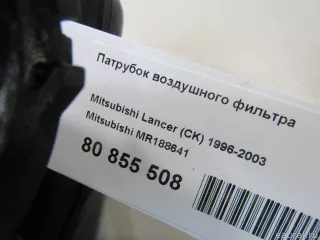 Патрубок воздушного фильтра
Mitsubishi Lancer (CK) 1996-2003
Mitsubishi MR188641
80 855 508